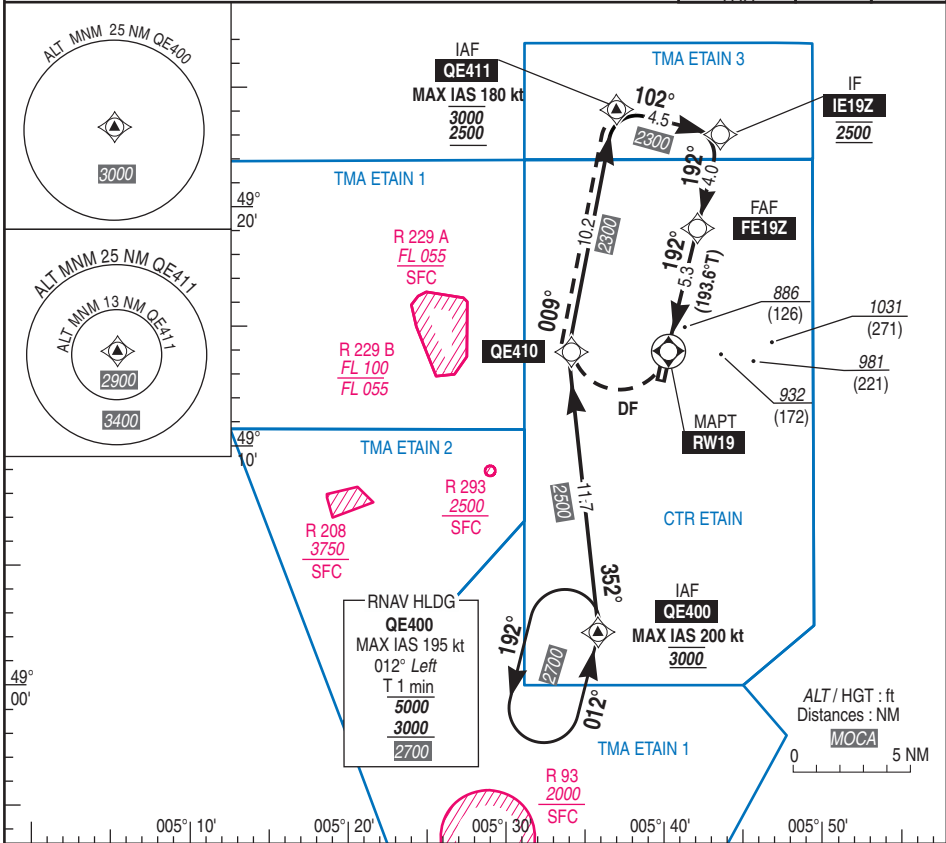 ALT MNM 25 NM QE400
3000
ALT MNM 25 NM QE411
ALT MNM 13 NM QE411
2900
3400
49°
20'
49°
10'
49°
00'
IAF
QE411
MAX IAS 180 kt
3000
2500
TMA ETAIN 3
102°
4.5
2300
IF
IE19Z
2500
192°
4.0
FAF
FE19Z
192°
5.3
(193.6°T)
TMA ETAIN 1
R 229 A
FL 055
SFC
R 229 B
FL 100
FL 055
10.2
2300
009°
QE410
DF
886
(126)
1031
(271)
981
(221)
932
(172)
MAPT
RW19
TMA ETAIN 2
R 293
2500
SFC
R 208
3750
SFC
2500
11.7
CTR ETAIN
352°
IAF
QE400
MAX IAS 200 kt
3000
RNAV HLDG
QE400
MAX IAS 195 kt
012° Left
T 1 min
5000
3000
2700
192°
2700
012°
TMA ETAIN 1
ALT / HGT : ft
Distances : NM
MOCA
0 5 NM
R 93
2000
SFC
005°10' 005°20' 005°30' 005°40' 005°50'